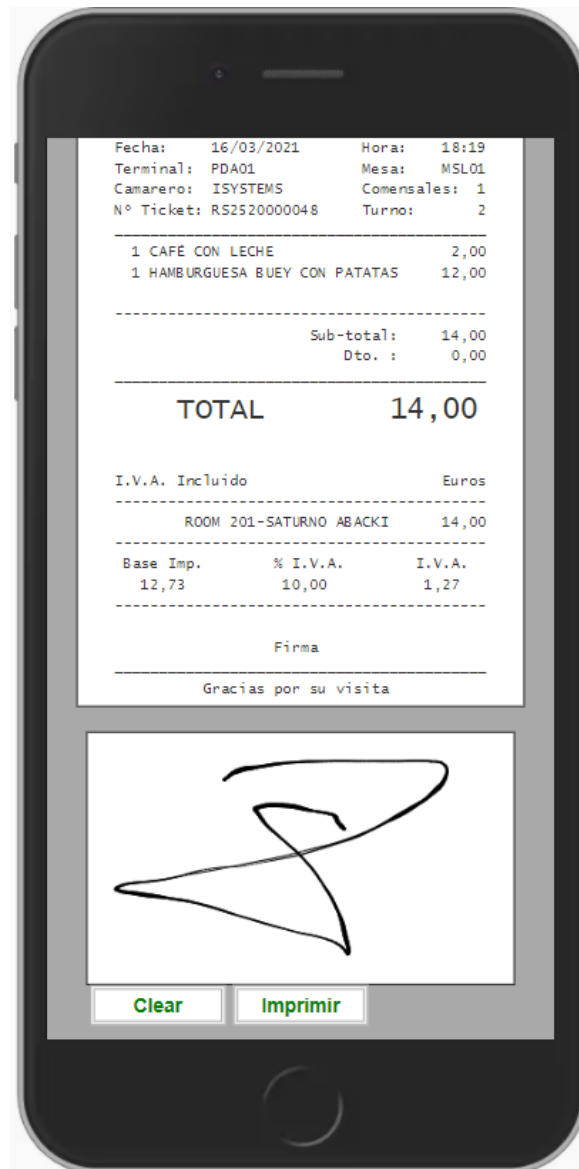 Fecha: 16/03/2021 Hora: 18:19
Terminal: PDA01 Mesa: MSL01
Camarero: ISYSTEMS Comensales: 1
Nº Ticket: RS2520000048 Turno: 2
1 CAFÉ CON LECHE 2,00
1 HAMBURGUESA BUEY CON PATATAS 12,00
Sub-total: 14,00
Dto. : 0,00
TOTAL 14,00
I.V.A. Incluido Euros
ROOM 201-SATURNO ABACKI 14,00
Base Imp. % I.V.A. I.V.A.
12,73 10,00 1,27
Firma
Gracias por su visita
Clear Imprimir